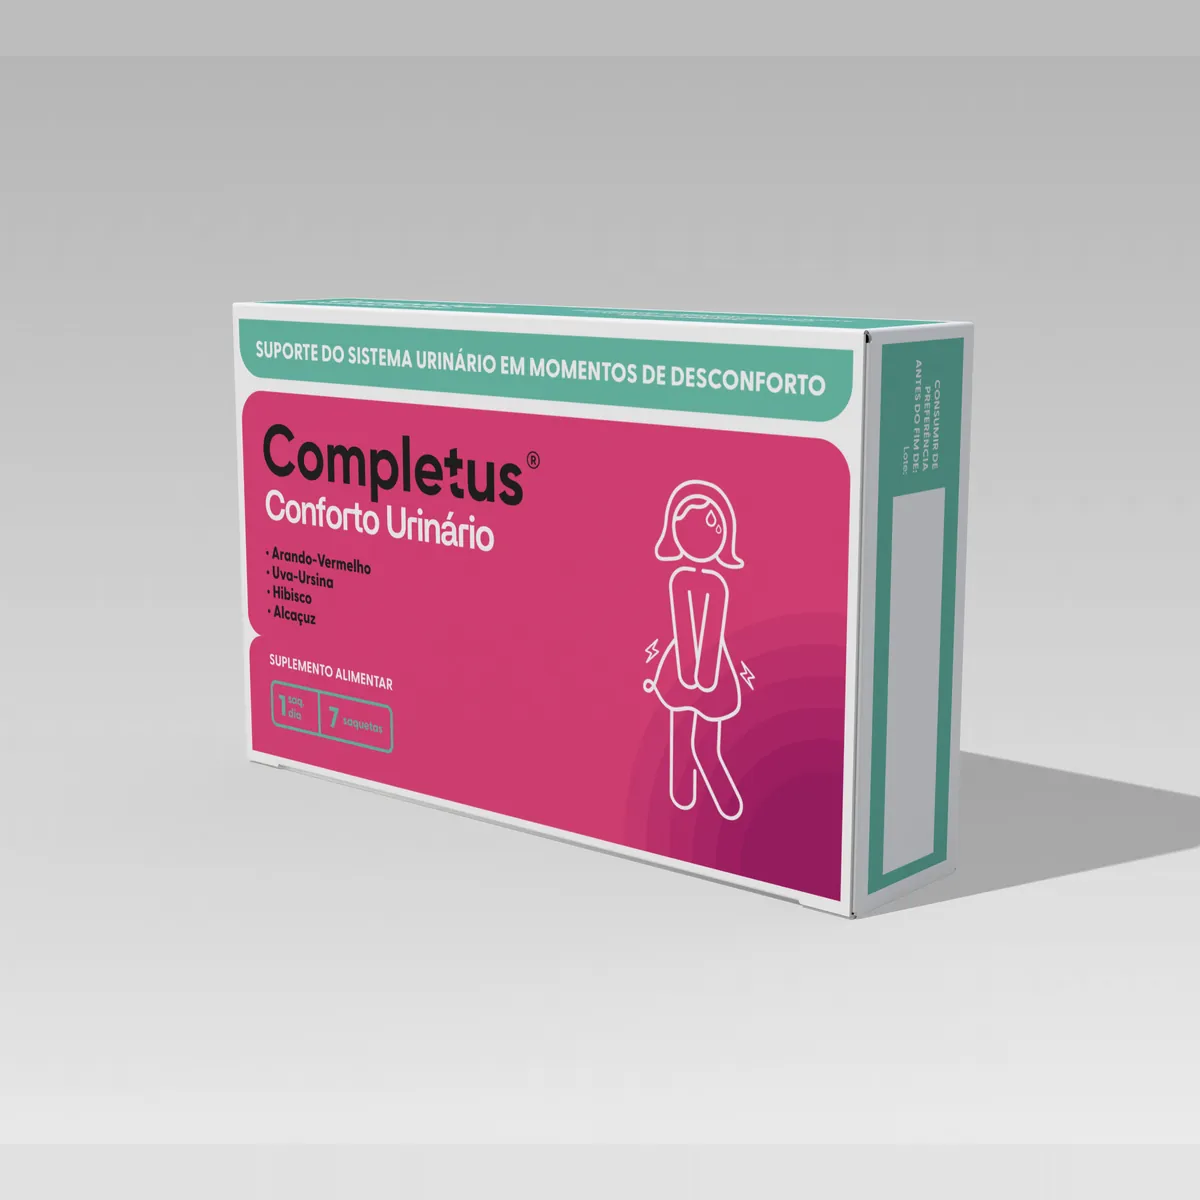 SUPORTE DO SISTEMA URINÁRIO EM MOMENTOS DE DESCONFORTO
Completus®
Conforto Urinário
• Arando-Vermelho
• Uva-Ursina
• Hibisco
• Alcaçuz
SUPLEMENTO ALIMENTAR
1 saq.
dia
7 saquetas
CONSUMIR DE
PREFERÊNCIA
ANTES DO FIM DE:
Lote: